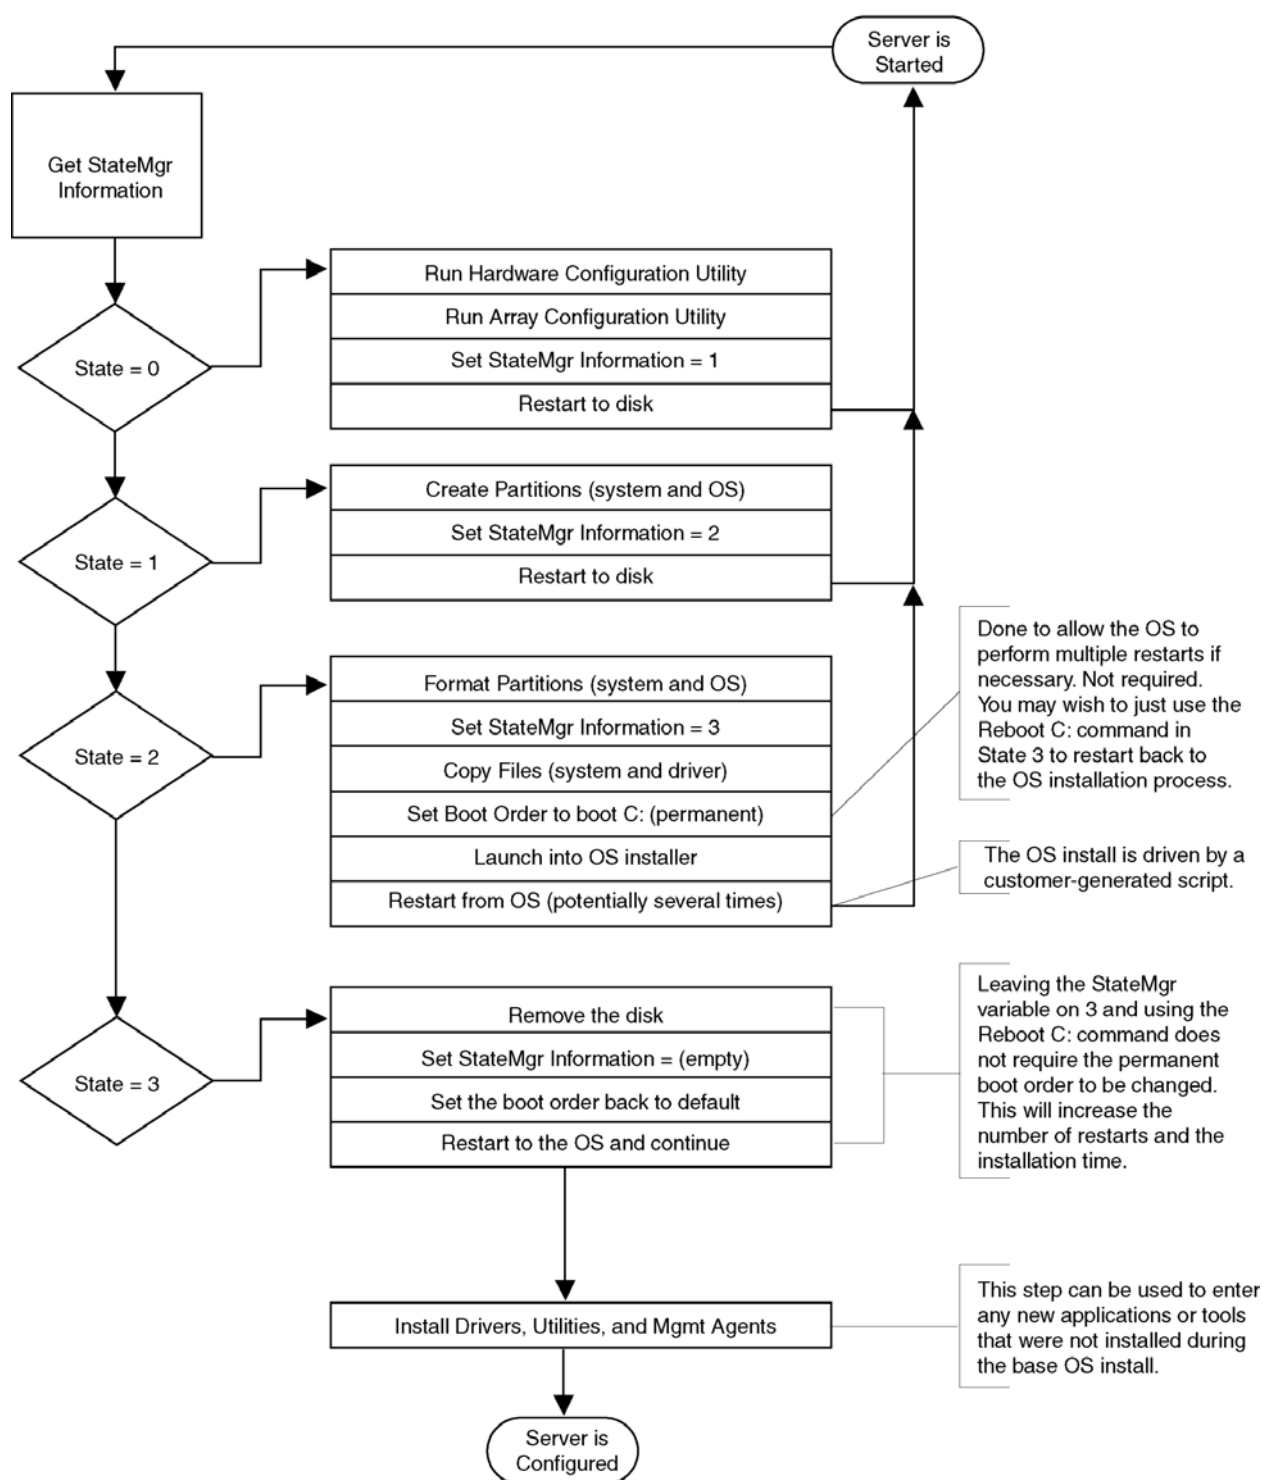 Server is
Started
Get StateMgr
Information
State = 0
Run Hardware Configuration Utility
Run Array Configuration Utility
Set StateMgr Information = 1
Restart to disk
State = 1
Create Partitions (system and OS)
Set StateMgr Information = 2
Restart to disk
State = 2
Format Partitions (system and OS)
Set StateMgr Information = 3
Copy Files (system and driver)
Set Boot Order to boot C: (permanent)
Launch into OS installer
Restart from OS (potentially several times)
Done to allow the OS to
perform multiple restarts if
necessary. Not required.
You may wish to just use the
Reboot C: command in
State 3 to restart back to
the OS installation process.
The OS install is driven by a
customer-generated script.
State = 3
Remove the disk
Set StateMgr Information = (empty)
Set the boot order back to default
Restart to the OS and continue
Leaving the StateMgr
variable on 3 and using the
Reboot C: command does
not require the permanent
boot order to be changed.
This will increase the
number of restarts and the
installation time.
Install Drivers, Utilities, and Mgmt Agents
This step can be used to enter
any new applications or tools
that were not installed during
the base OS install.
Server is
Configured